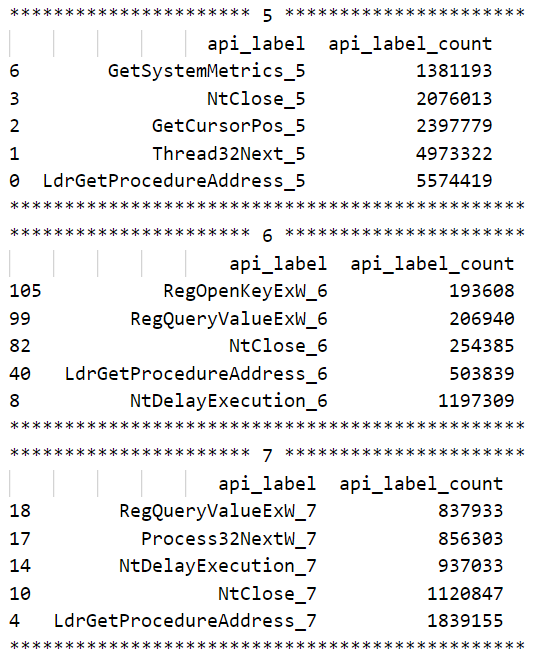 ********************** 5 **********************
api_label api_label_count
6 GetSystemMetrics_5 1381193
3 NtClose_5 2076013
2 GetCursorPos_5 2397779
1 Thread32Next_5 4973322
0 LdrGetProcedureAddress_5 5574419
***********************************************
********************** 6 **********************
api_label api_label_count
105 RegOpenKeyExW_6 193608
99 RegQueryValueExW_6 206940
82 NtClose_6 254385
40 LdrGetProcedureAddress_6 503839
8 NtDelayExecution_6 1197309
***********************************************
********************** 7 **********************
api_label api_label_count
18 RegQueryValueExW_7 837933
17 Process32NextW_7 856303
14 NtDelayExecution_7 937033
10 NtClose_7 1120847
4 LdrGetProcedureAddress_7 1839155
***********************************************